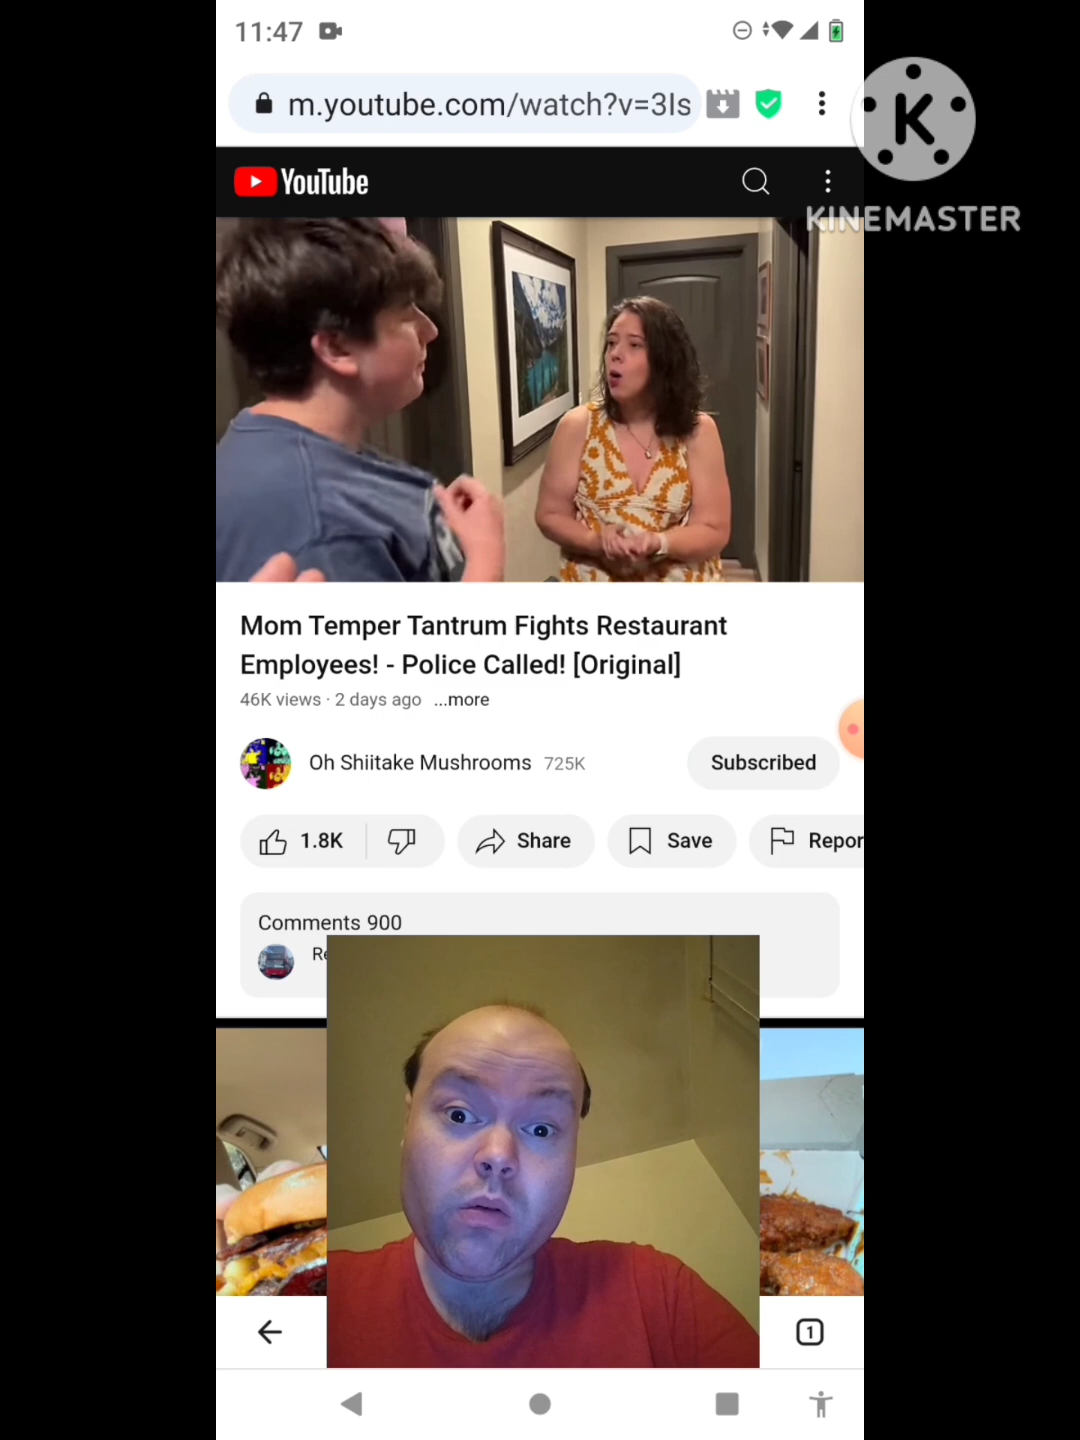 11:47
m.youtube.com/watch?v=3Is
K
KINEMASTER
YouTube
Mom Temper Tantrum Fights Restaurant
Employees! - Police Called! [Original]
46K views · 2 days ago ...more
Oh Shiitake Mushrooms 725K
Subscribed
1.8K
Share
Save
Repor
Comments 900
Re
1